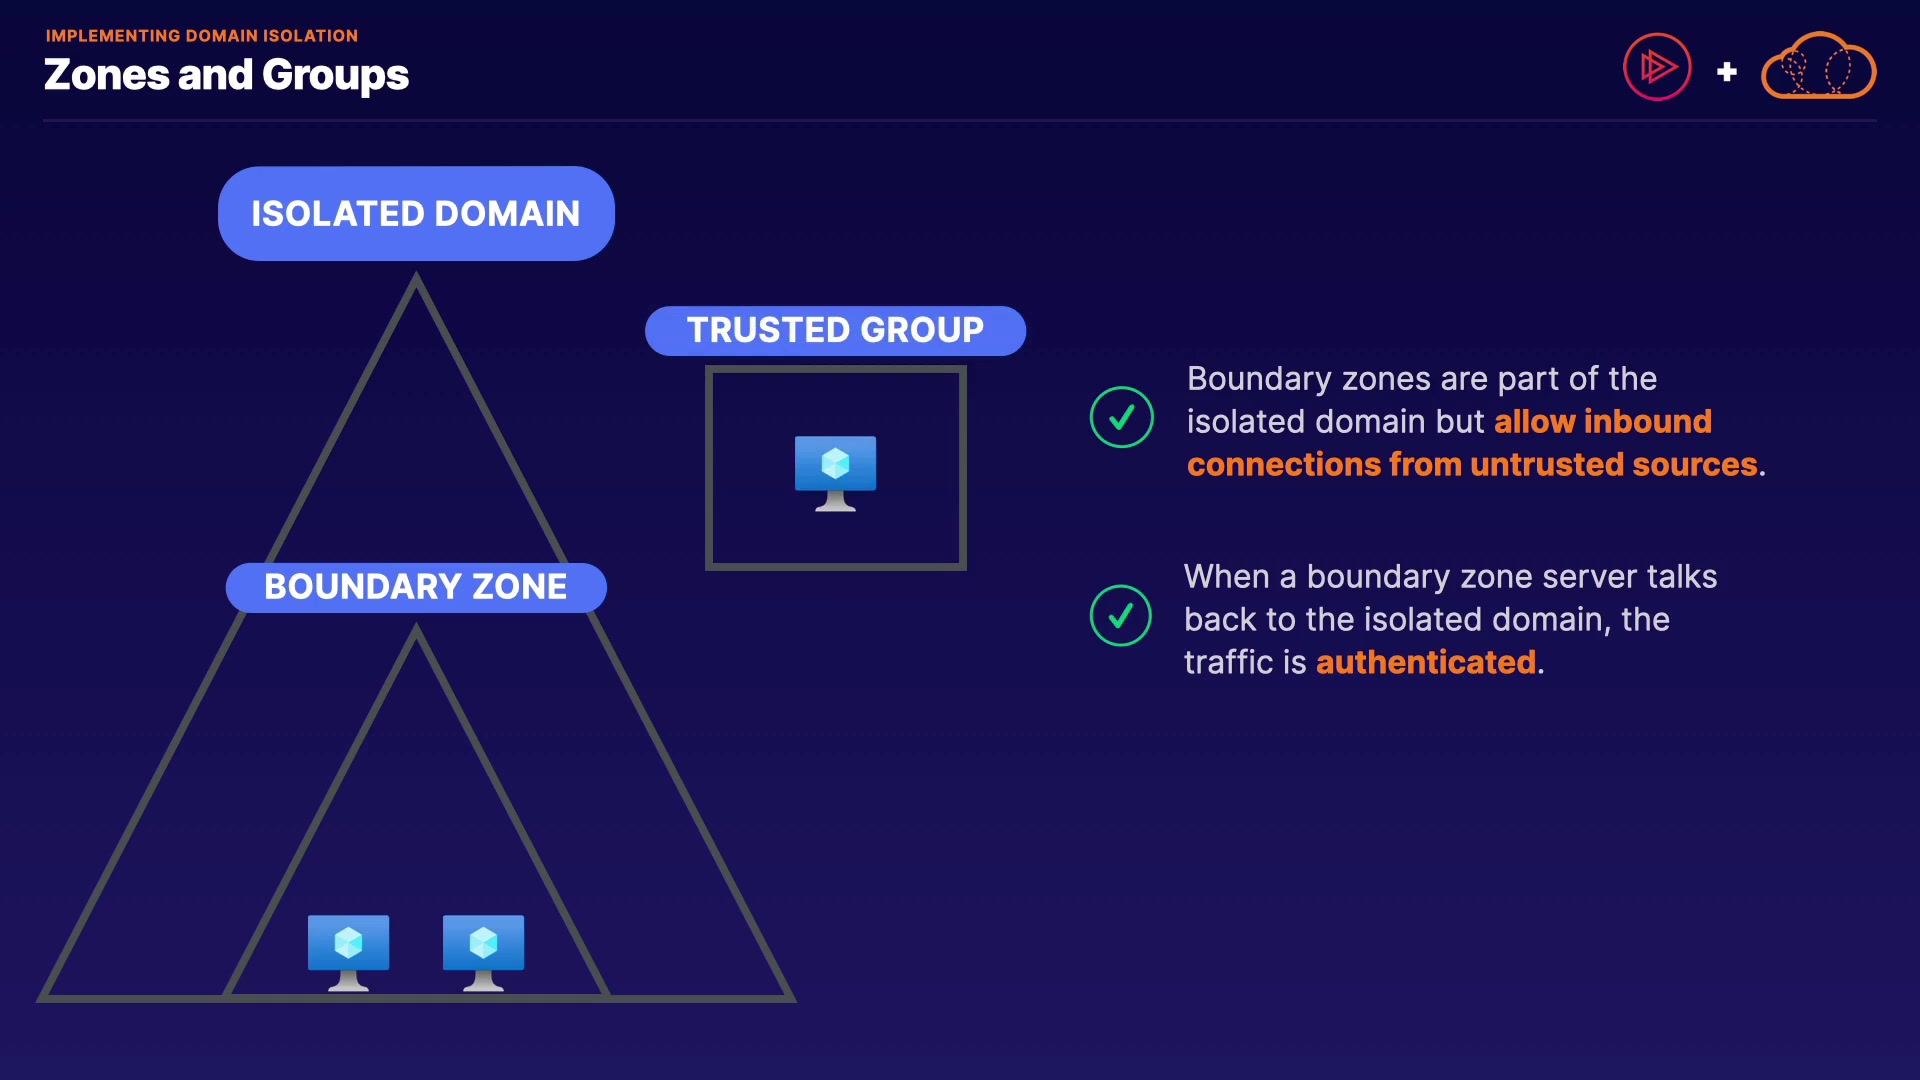 IMPLEMENTING DOMAIN ISOLATION
Zones and Groups
ISOLATED DOMAIN
TRUSTED GROUP
BOUNDARY ZONE
Boundary zones are part of the
isolated domain but allow inbound
connections from untrusted sources.
When a boundary zone server talks
back to the isolated domain, the
traffic is authenticated.